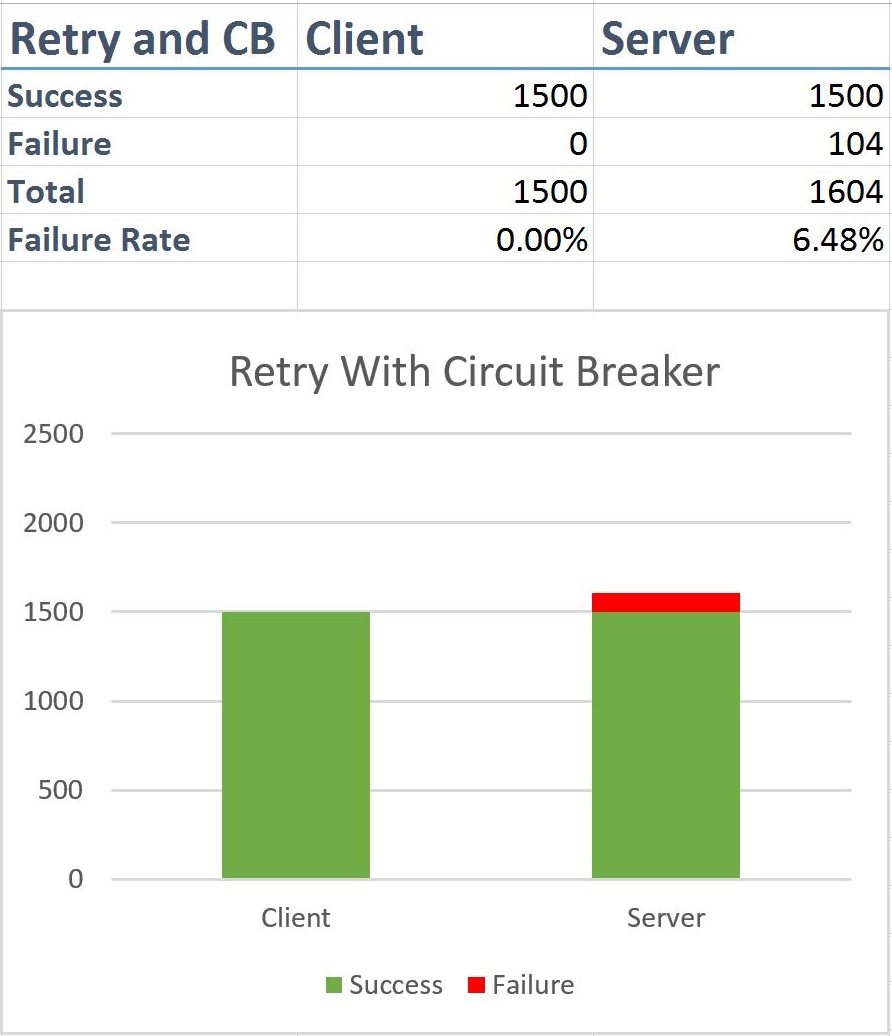 Retry and CB Client Server
Success 1500 1500
Failure 0 104
Total 1500 1604
Failure Rate 0.00% 6.48%
Retry With Circuit Breaker
2500
2000
1500
1000
500
0
Client Server
Success Failure